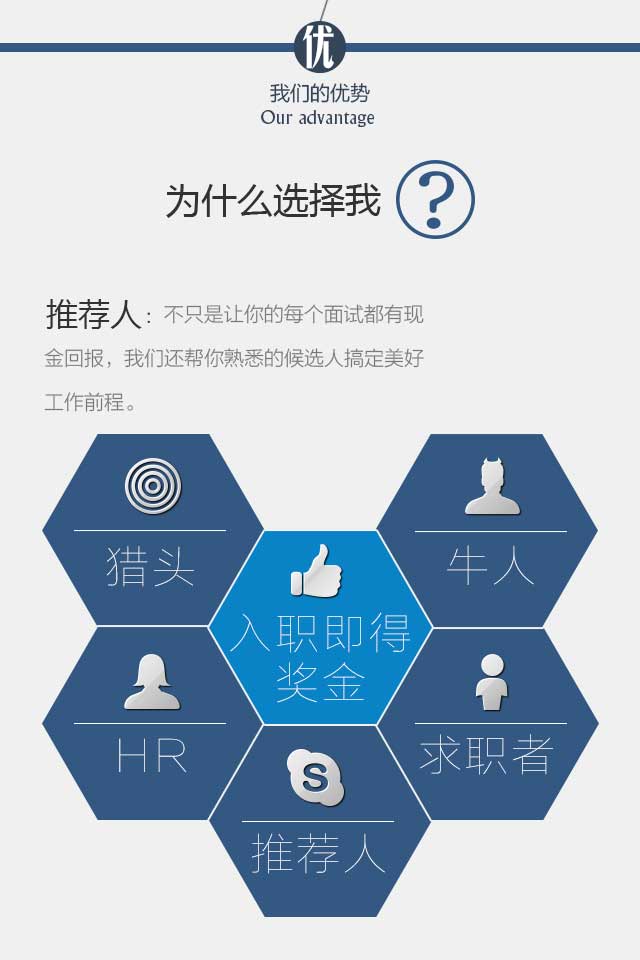 优
我们的优势
Our advantage
为什么选择我?
推荐人：不只是让你的每个面试都有现
金回报，我们还帮你熟悉的候选人搞定美好
工作前程。
猎头
牛人
入职即得
奖金
HR
求职者
S
推荐人